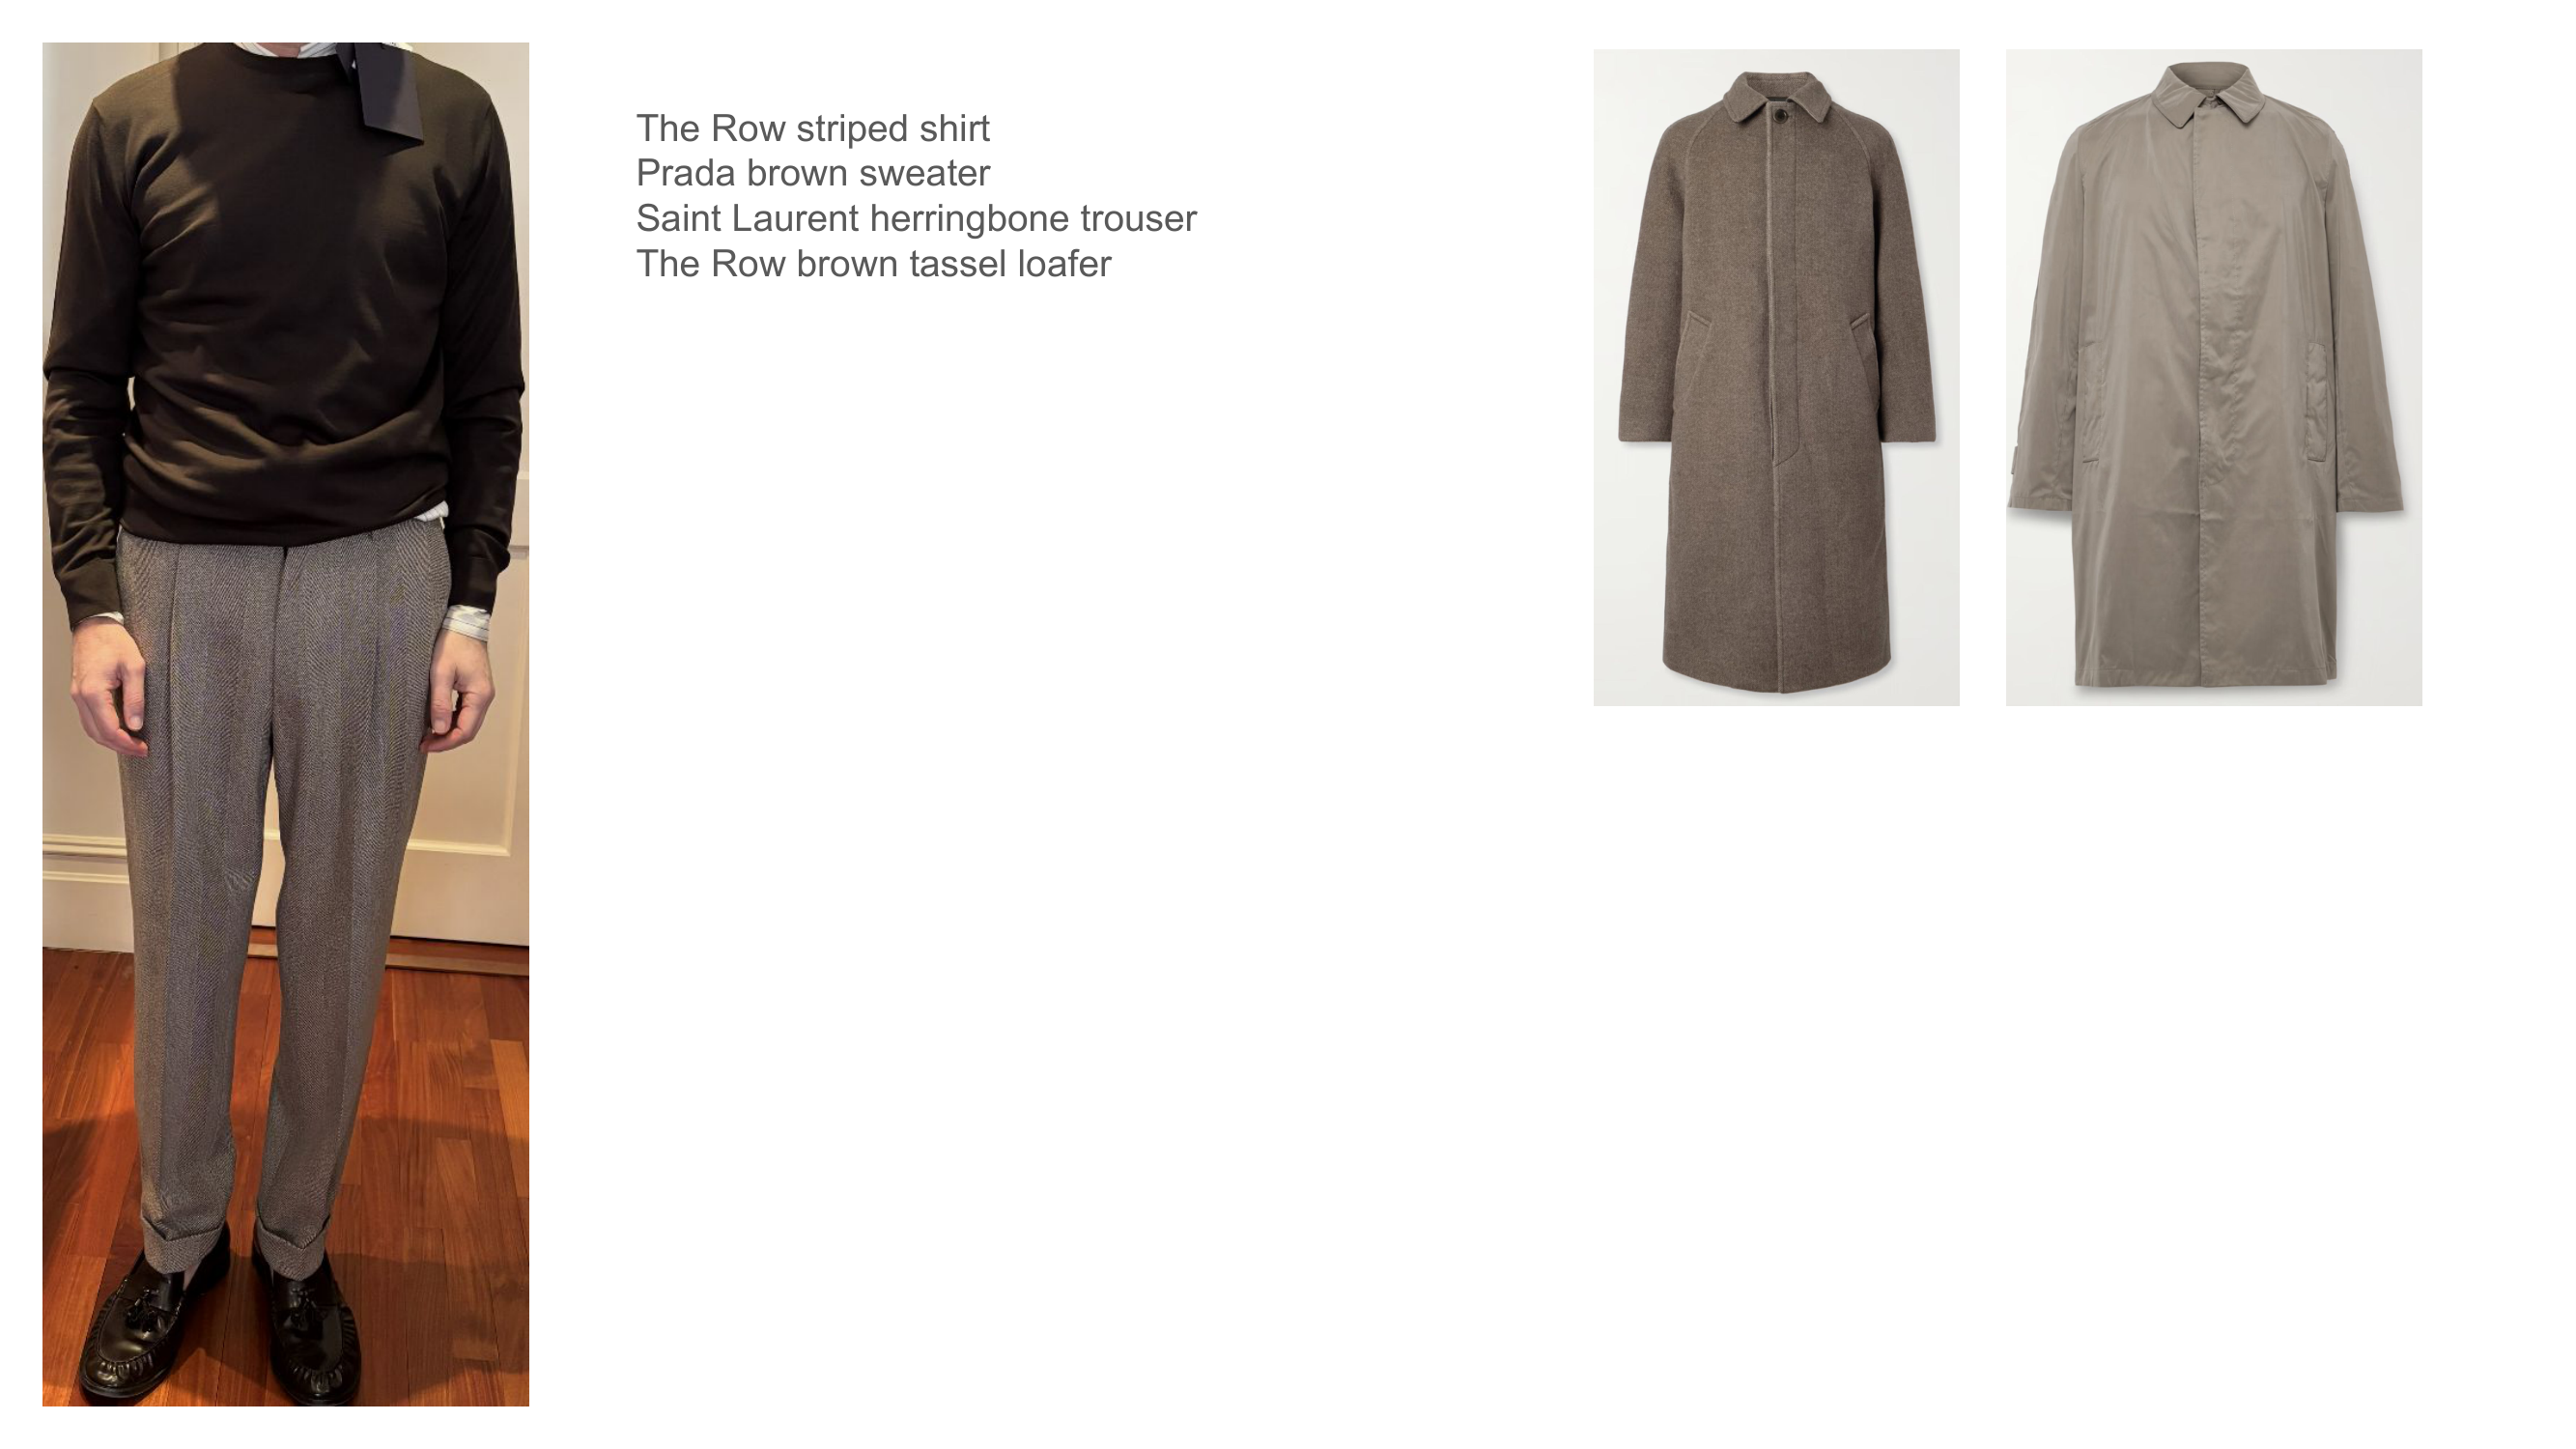 The Row striped shirt
Prada brown sweater
Saint Laurent herringbone trouser
The Row brown tassel loafer